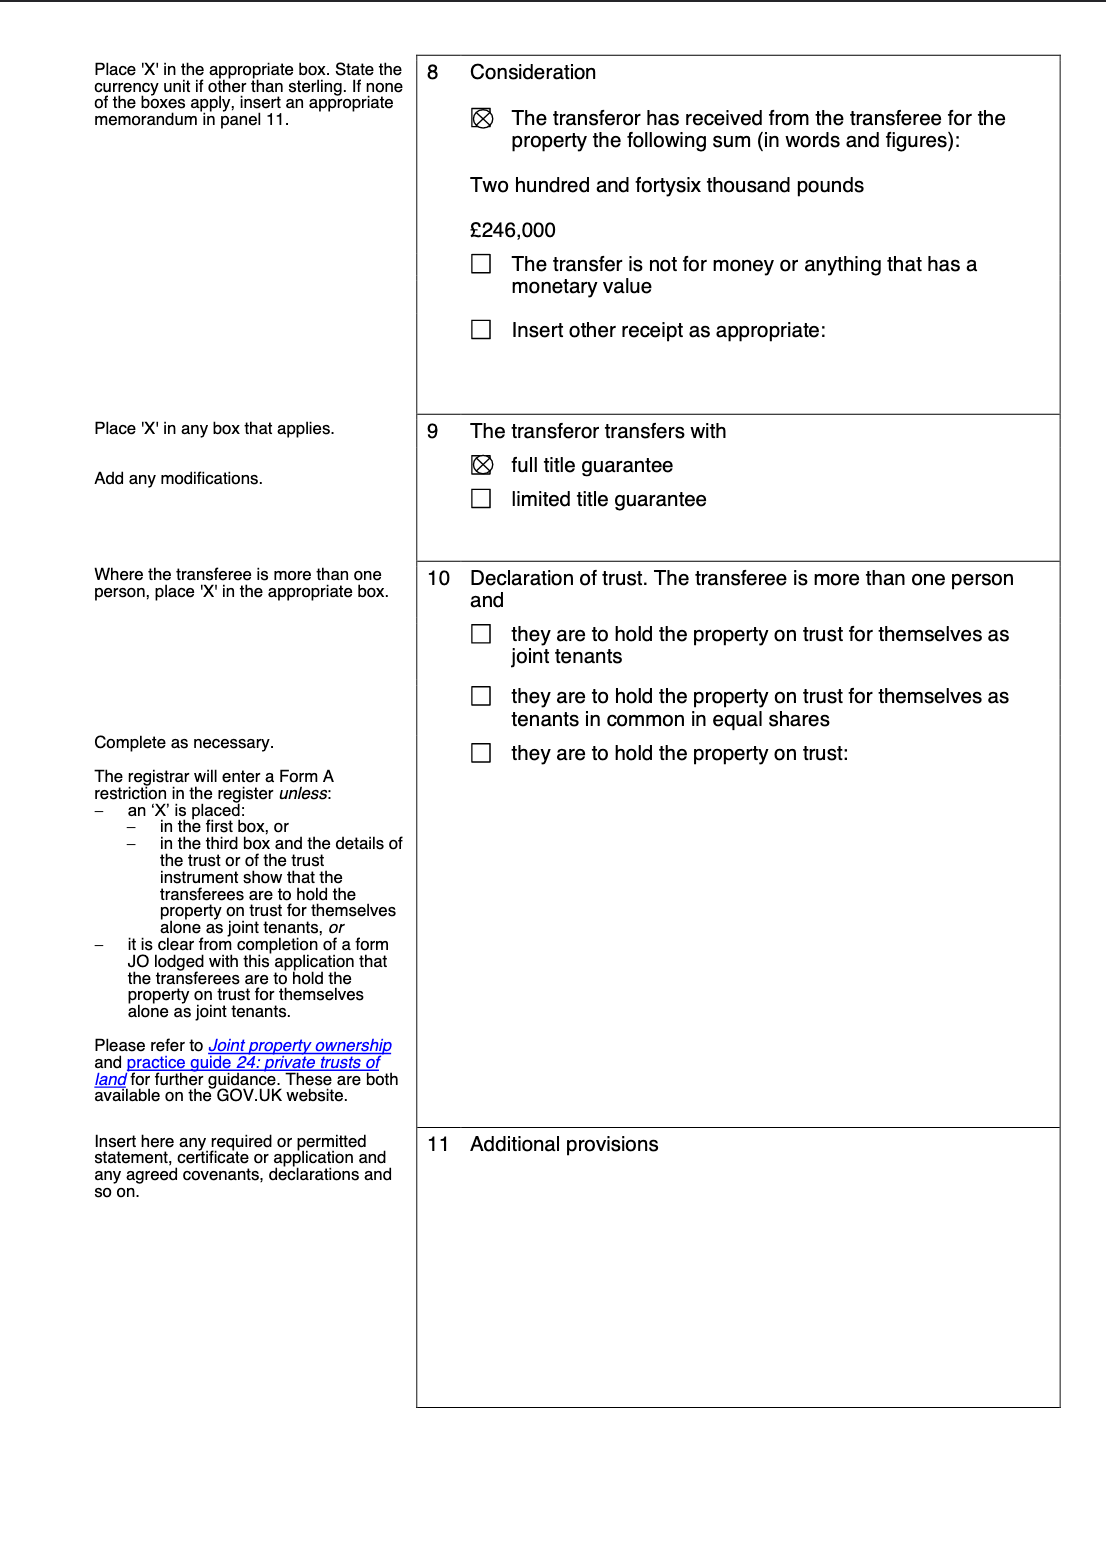 Place 'X' in the appropriate box. State the
currency unit if other than sterling. If none
of the boxes apply, insert an appropriate
memorandum in panel 11.
8 Consideration
The transferor has received from the transferee for the
property the following sum (in words and figures):
Two hundred and fortysix thousand pounds
£246,000
The transfer is not for money or anything that has a
monetary value
Insert other receipt as appropriate:
Place 'X' in any box that applies.
Add any modifications.
9 The transferor transfers with
full title guarantee
limited title guarantee
Where the transferee is more than one
person, place 'X' in the appropriate box.
Complete as necessary.
The registrar will enter a Form A
restriction in the register unless:
– an ‘X’ is placed:
– in the first box, or
– in the third box and the details of
the trust or of the trust
instrument show that the
transferees are to hold the
property on trust for themselves
alone as joint tenants, or
– it is clear from completion of a form
JO lodged with this application that
the transferees are to hold the
property on trust for themselves
alone as joint tenants.
Please refer to Joint property ownership
and practice guide 24: private trusts of
land for further guidance. These are both
available on the GOV.UK website.
10 Declaration of trust. The transferee is more than one person
and
they are to hold the property on trust for themselves as
joint tenants
they are to hold the property on trust for themselves as
tenants in common in equal shares
they are to hold the property on trust:
Insert here any required or permitted
statement, certificate or application and
any agreed covenants, declarations and
so on.
11 Additional provisions